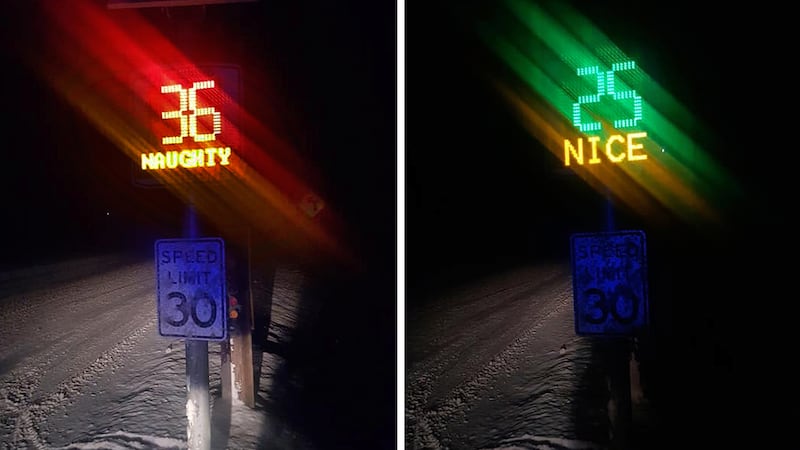 36
NAUGHTY
SPEED
LIMIT
30
25
NICE
SPEED
LIMIT
30